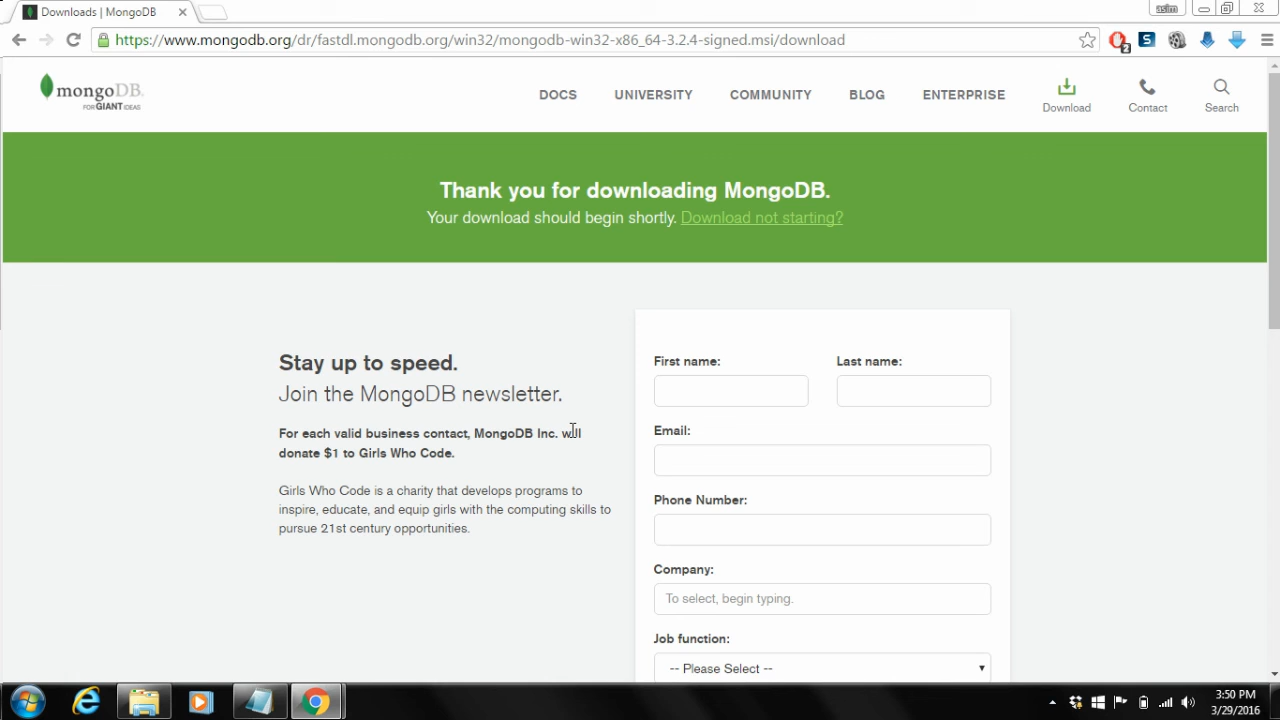 Downloads | MongoDB
asim
https://www.mongodb.org/dr/fastdl.mongodb.org/win32/mongodb-win32-x86_64-3.2.4-signed.msi/download
2
mongoDB.
FOR GIANT IDEAS
DOCS UNIVERSITY COMMUNITY BLOG ENTERPRISE Download Contact Search
Thank you for downloading MongoDB.
Your download should begin shortly. Download not starting?
Stay up to speed.
Join the MongoDB newsletter.
For each valid business contact, MongoDB Inc. will
donate $1 to Girls Who Code.
Girls Who Code is a charity that develops programs to
inspire, educate, and equip girls with the computing skills to
pursue 21st century opportunities.
First name: Last name:
Email:
Phone Number:
Company:
To select, begin typing.
Job function:
-- Please Select --
3:50 PM
3/29/2016